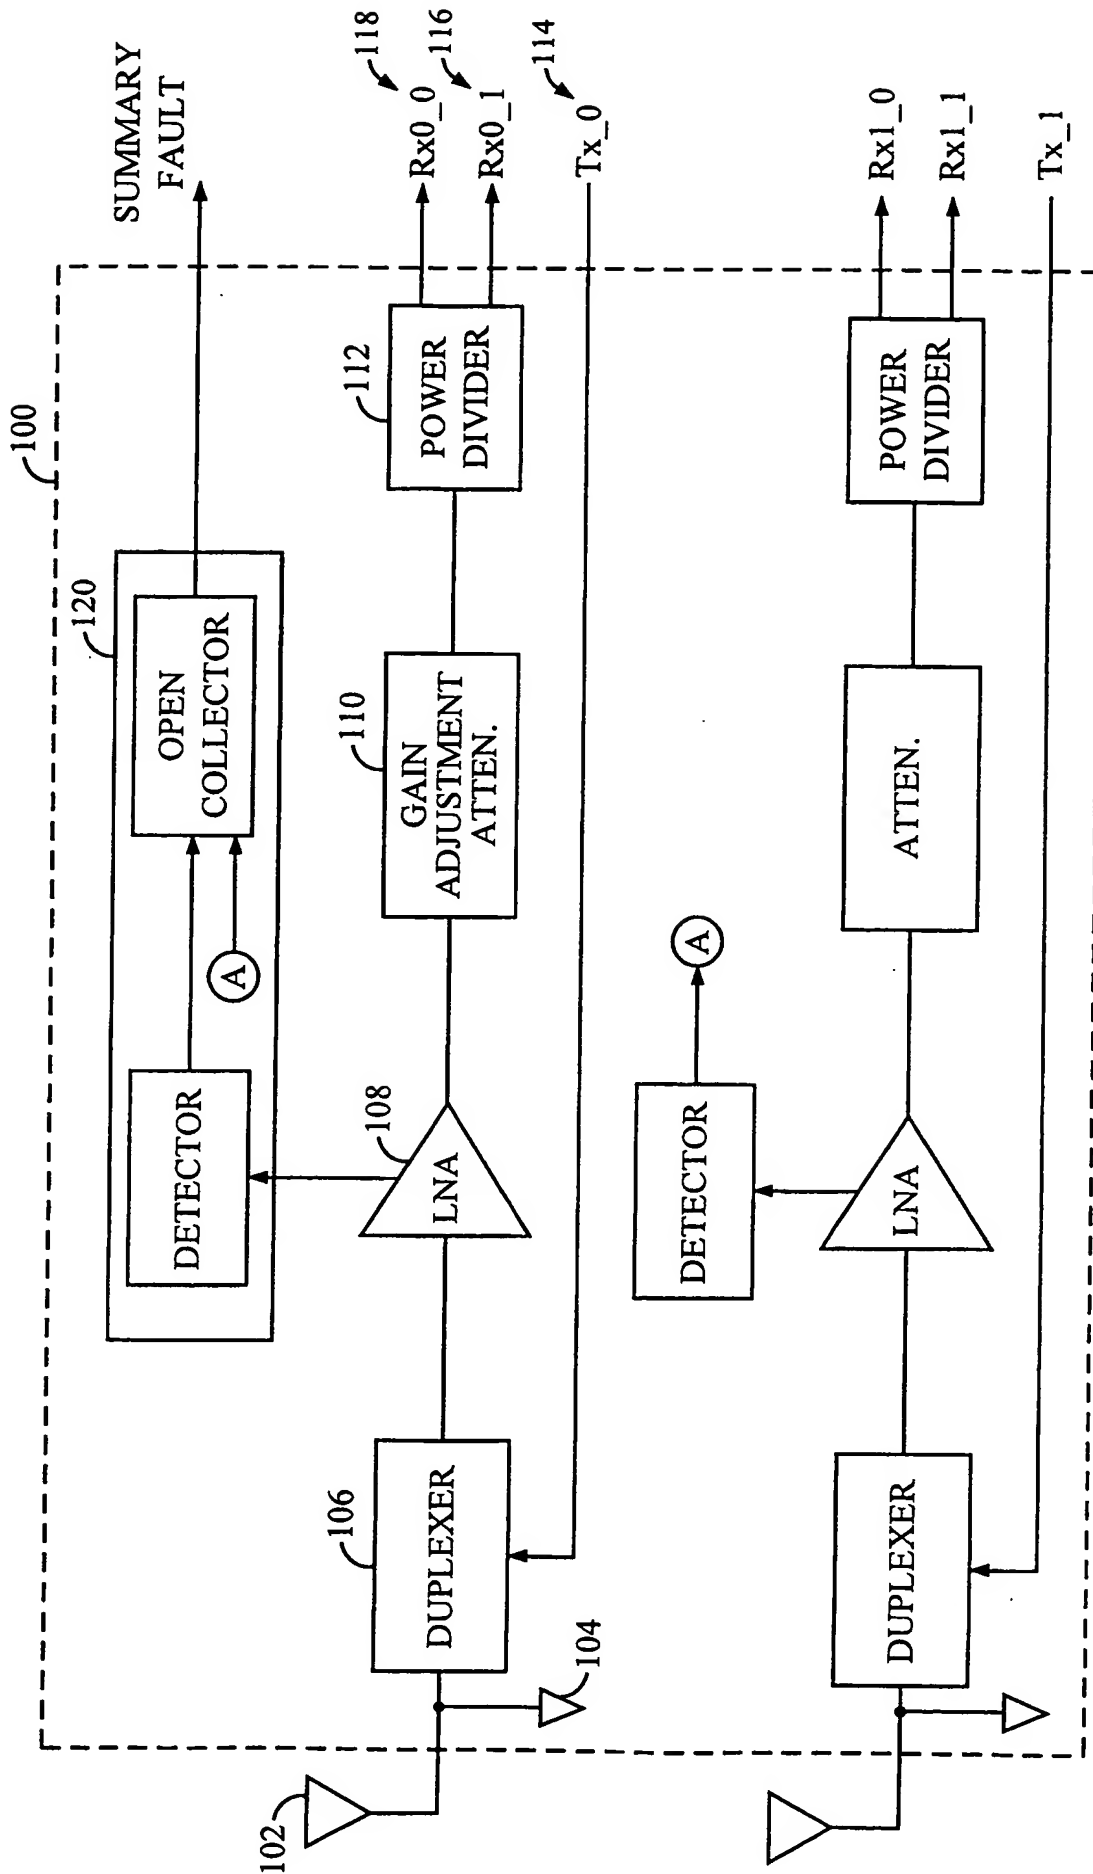 100
SUMMARY
FAULT
120
DETECTOR
OPEN
COLLECTOR
A
118
Rx0_0
116
Rx0_1
114
Tx_0
102
104
106
DUPLEXER
108
LNA
110
GAIN
ADJUSTMENT
ATTEN.
112
POWER
DIVIDER
DETECTOR
A
DUPLEXER
LNA
ATTEN.
POWER
DIVIDER
Rx1_0
Rx1_1
Tx_1